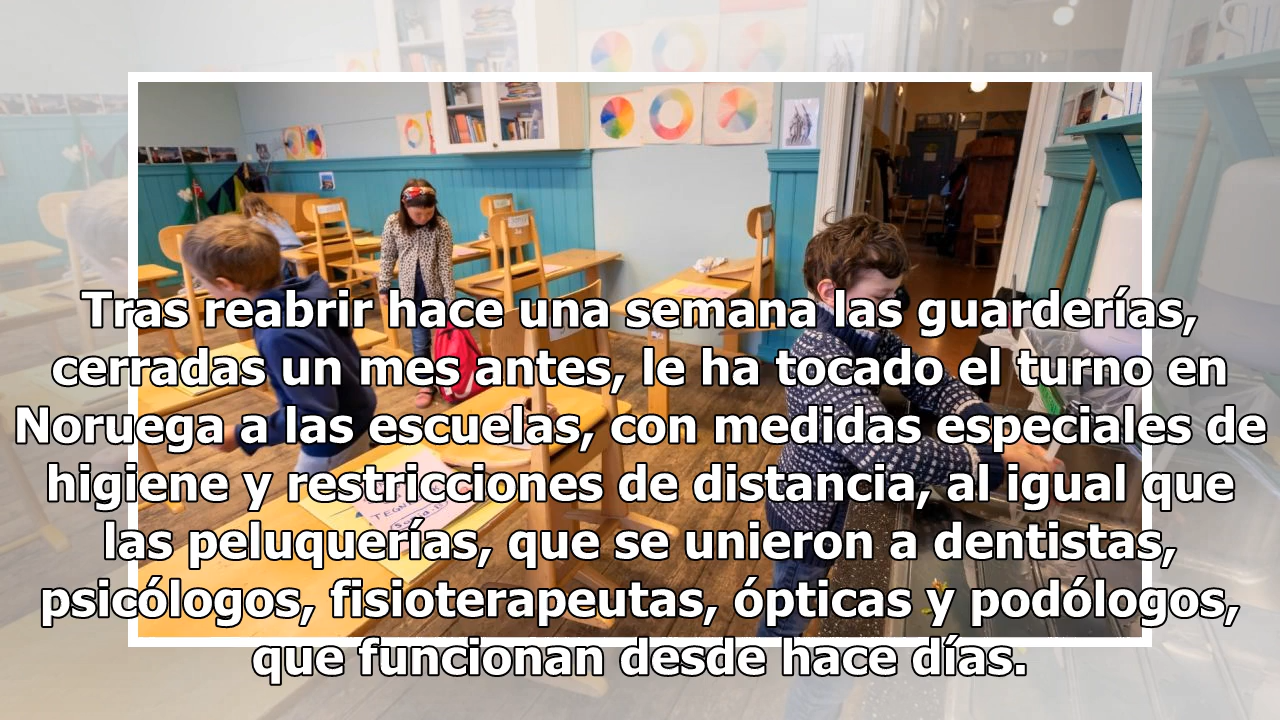 Tras reabrir hace una semana las guarderías,
cerradas un mes antes, le ha tocado el turno en
Noruega a las escuelas, con medidas especiales de
higiene y restricciones de distancia, al igual que
las peluquerías, que se unieron a dentistas,
psicólogos, fisioterapeutas, ópticas y podólogos,
que funcionan desde hace días.